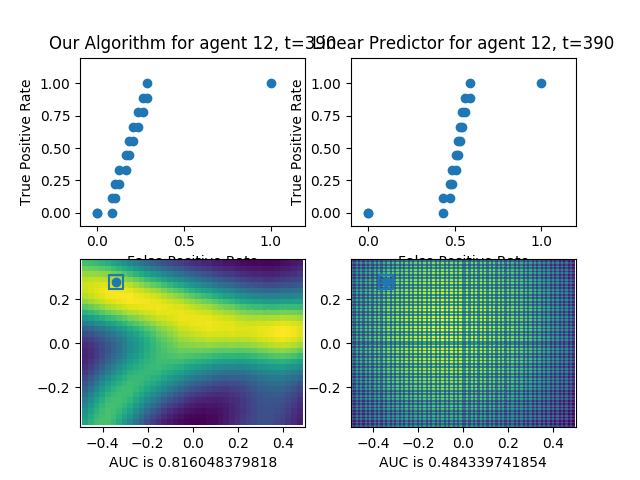 Our Algorithm for agent 12, t=390
Linear Predictor for agent 12, t=390
True Positive Rate
1.00
0.75
0.50
0.25
0.00
0.0 0.5 1.0
False Positive Rate
True Positive Rate
1.00
0.75
0.50
0.25
0.00
0.0 0.5 1.0
False Positive Rate
0.2
0.0
−0.2
−0.4 −0.2 0.0 0.2 0.4
AUC is 0.816048379818
0.2
0.0
−0.2
−0.4 −0.2 0.0 0.2 0.4
AUC is 0.484339741854